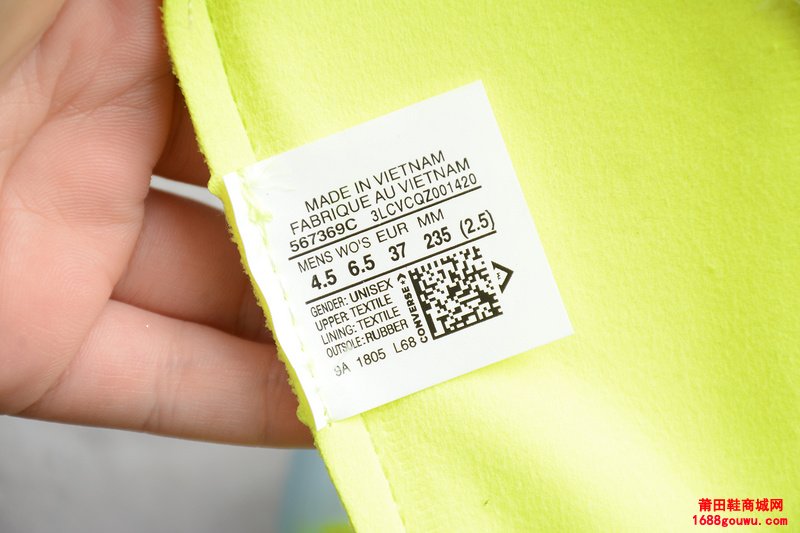 MADE IN VIETNAM
FABRIQUE AU VIETNAM
567369C 3LCVCQZ001420
MENS WO'S EUR MM
4.5 6.5 37 235 (2.5)
GENDER: UNISEX
UPPER: TEXTILE
LINING: TEXTILE
OUTSOLE: RUBBER
SA 1805 L68
CONVERSE
莆田鞋商城网
1688gouwu.com